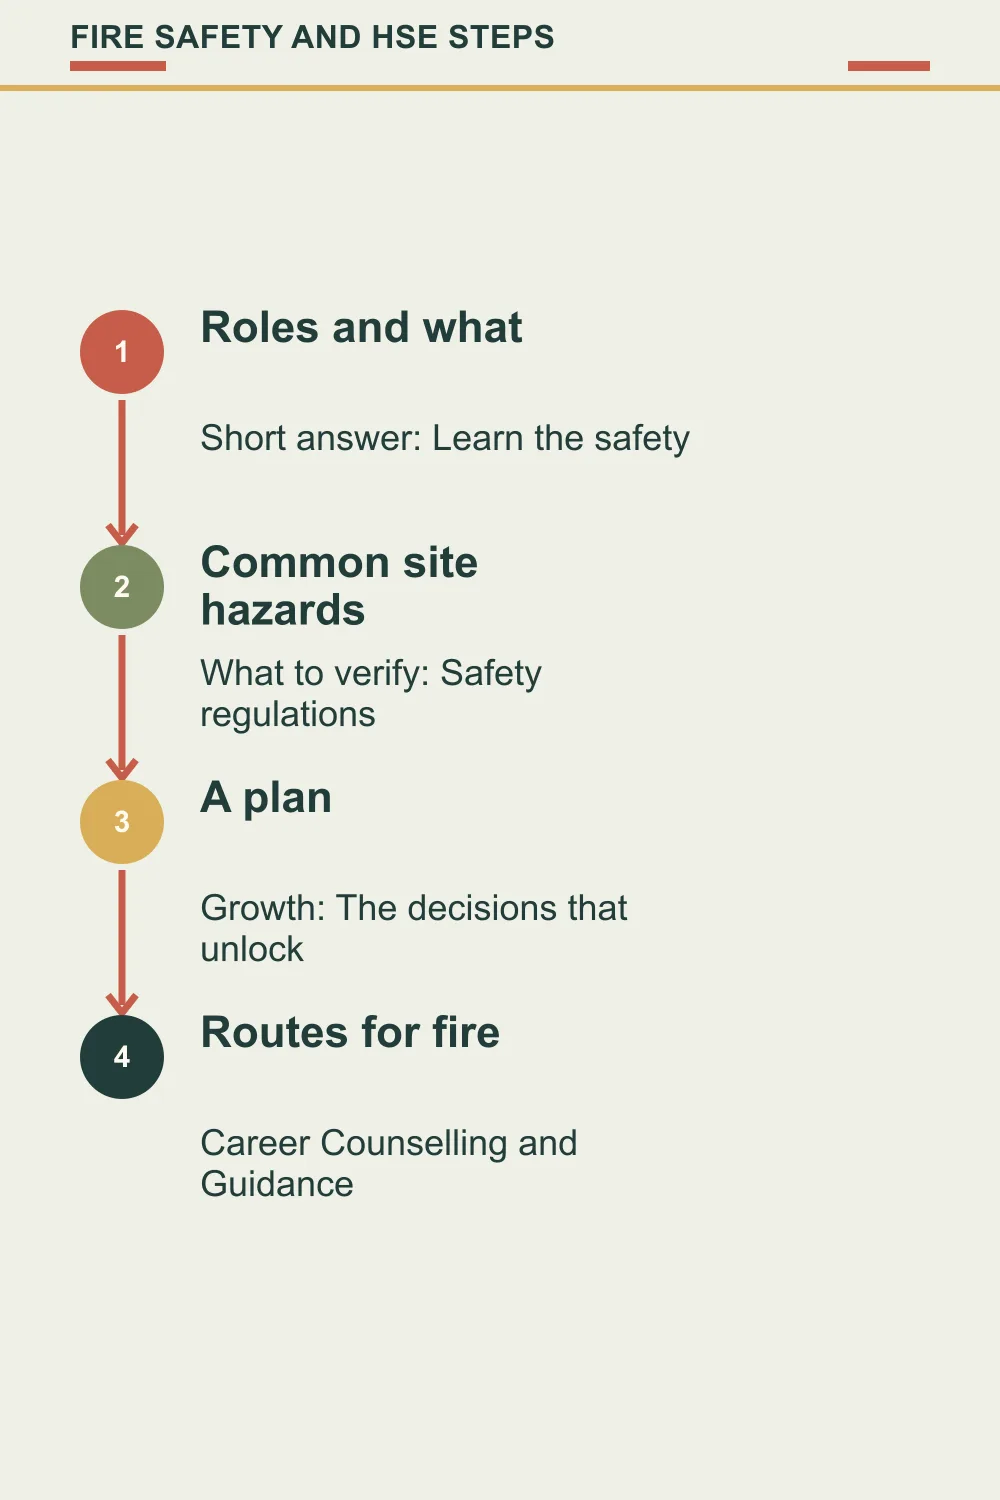 FIRE SAFETY AND HSE STEPS
1
Roles and what
Short answer: Learn the safety
2
Common site
hazards
What to verify: Safety
regulations
3
A plan
Growth: The decisions that
unlock
4
Routes for fire
Career Counselling and
Guidance